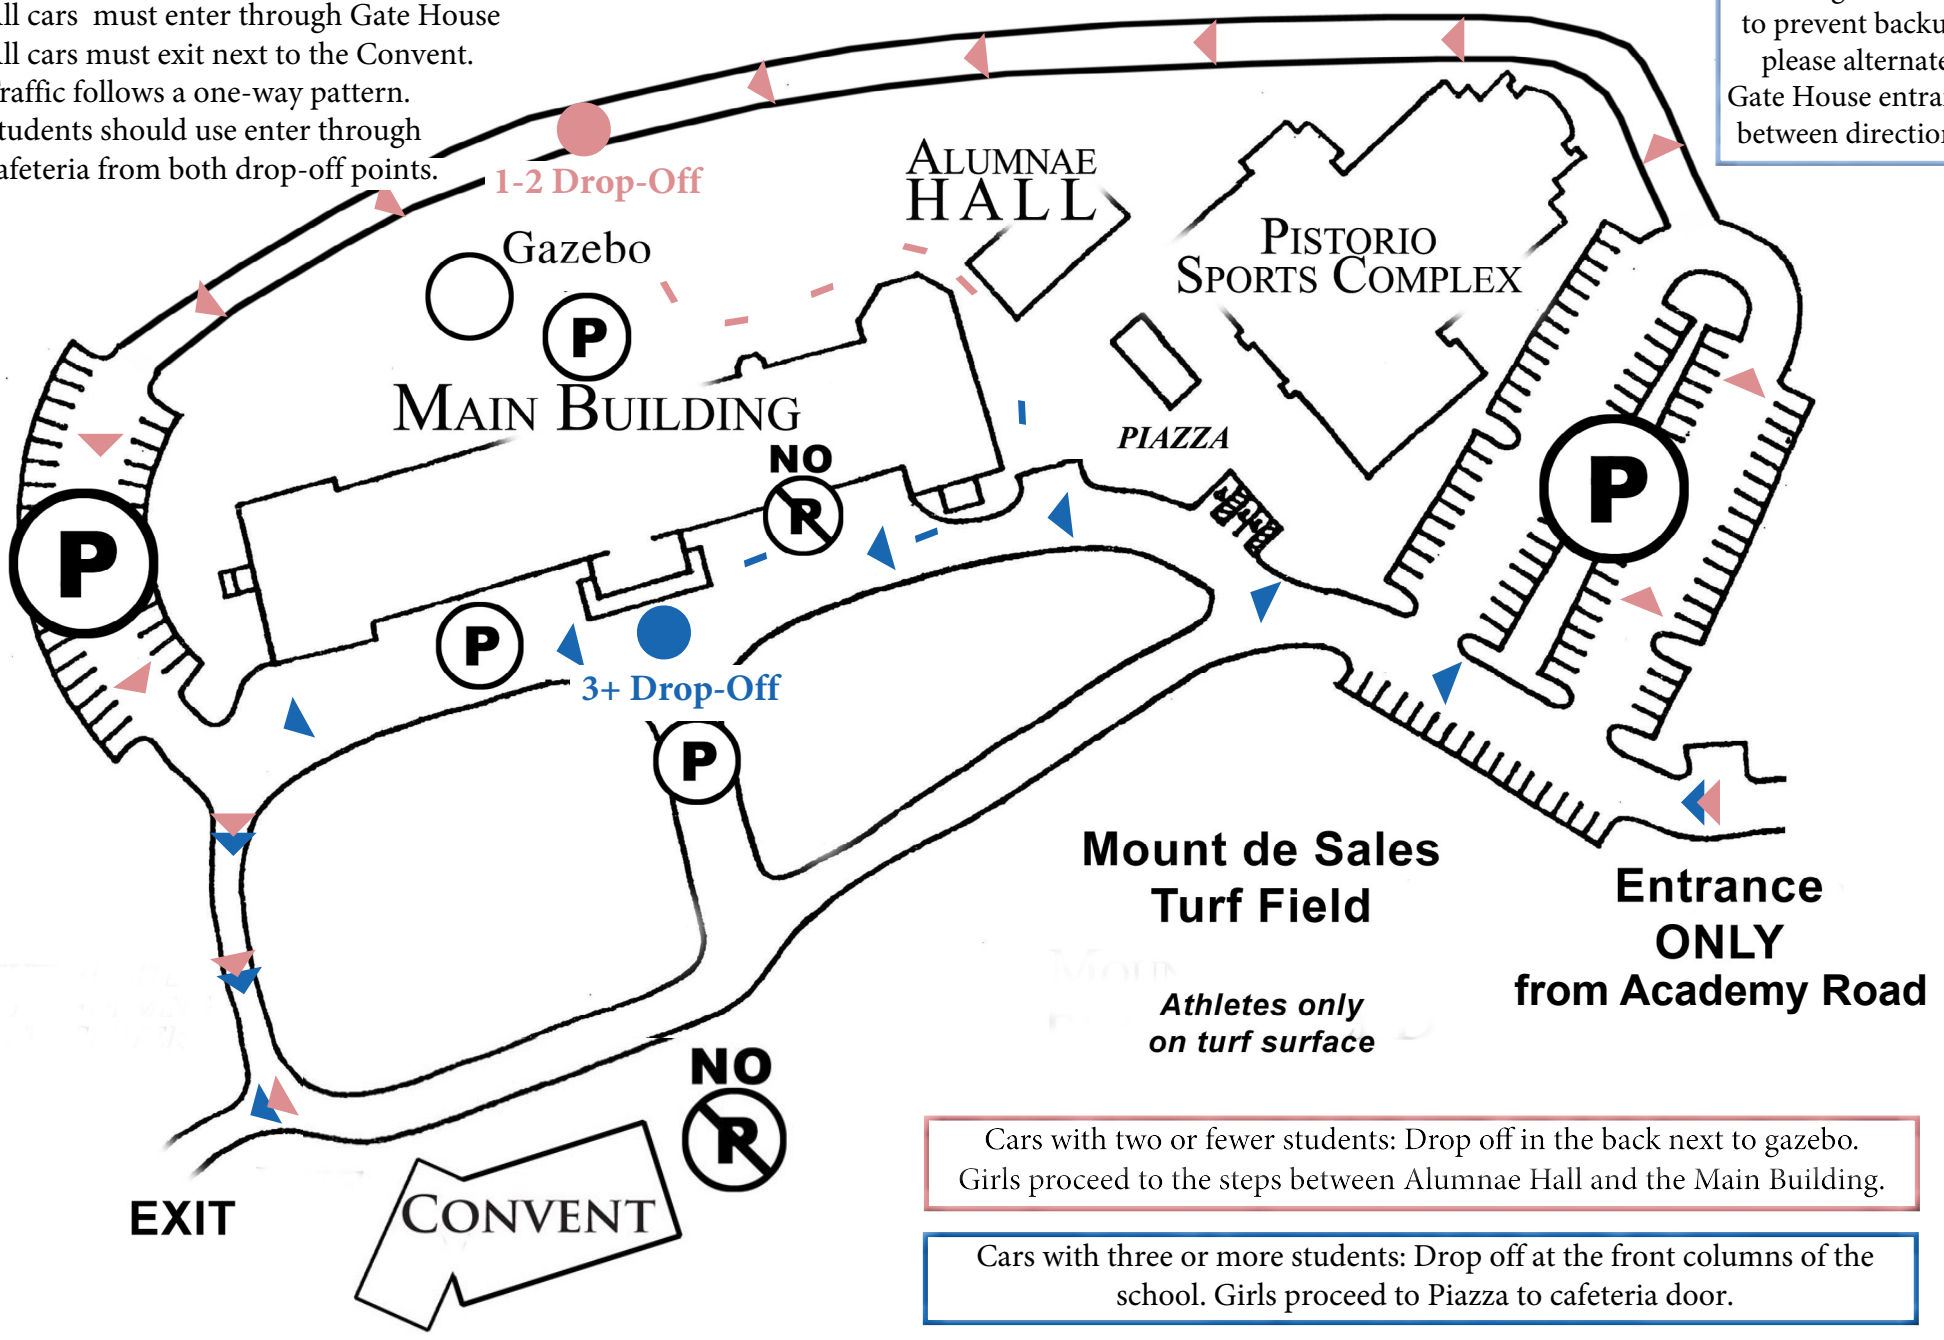 ll cars must enter through Gate House
ll cars must exit next to the Convent.
raffic follows a one-way pattern.
tudents should use enter through
afeteria from both drop-off points.
to prevent backu
please alternate
Gate House entran
between direction
1-2 Drop-Off
ALUMNAE
HALL
Gazebo
P
PISTORIO
SPORTS COMPLEX
MAIN BUILDING
PIAZZA
NO
P
P
P
P
3+ Drop-Off
P
Mount de Sales
Turf Field
Athletes only
on turf surface
Entrance
ONLY
from Academy Road
NO
P
EXIT
CONVENT
Cars with two or fewer students: Drop off in the back next to gazebo.
Girls proceed to the steps between Alumnae Hall and the Main Building.
Cars with three or more students: Drop off at the front columns of the
school. Girls proceed to Piazza to cafeteria door.